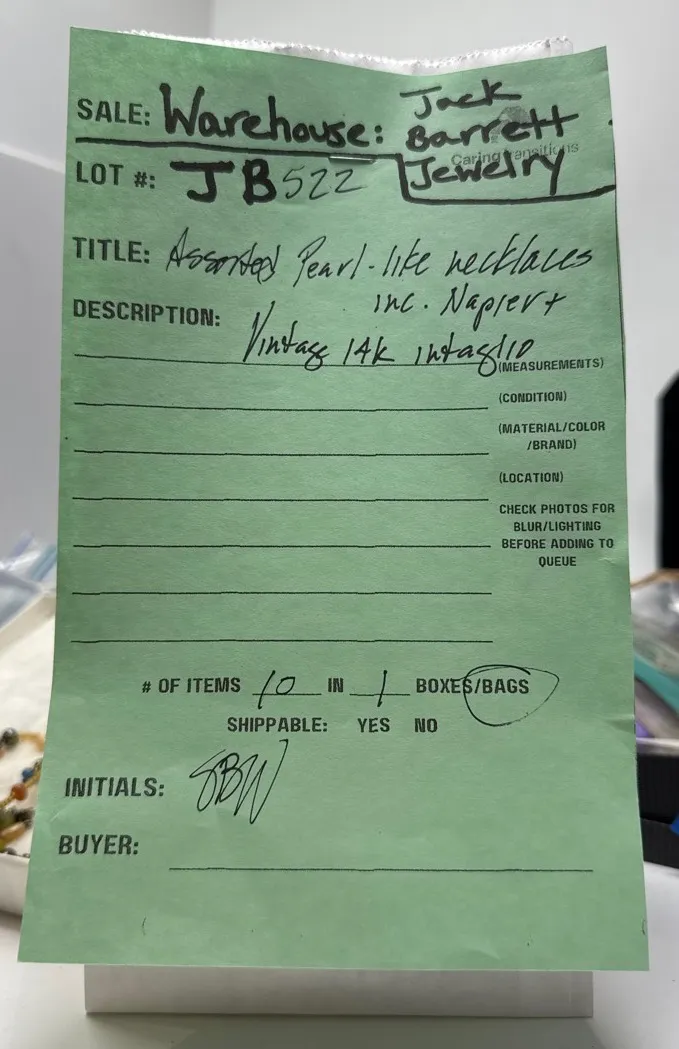 SALE: Warehouse: Jack Barrett Jewelry
Caring Transitions
LOT #: JB522
TITLE: Assorted Pearl-like necklaces
inc. Napier +
DESCRIPTION: Vintage 14k intaglio
(MEASUREMENTS)
(CONDITION)
(MATERIAL/COLOR
/BRAND)
(LOCATION)
CHECK PHOTOS FOR
BLUR/LIGHTING
BEFORE ADDING TO
QUEUE
# OF ITEMS 10 IN 1 BOXES/BAGS
SHIPPABLE: YES NO
INITIALS: SBW
BUYER: